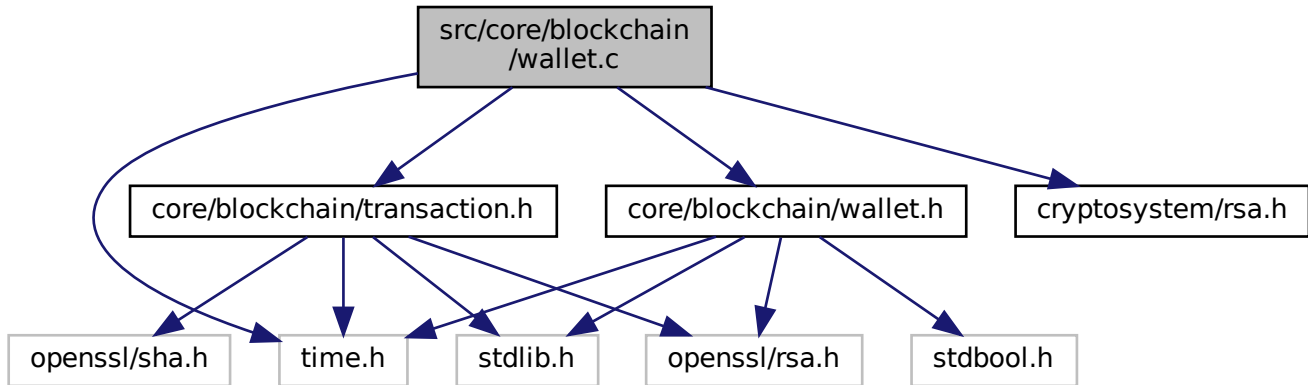 src/core/blockchain
/wallet.c
core/blockchain/transaction.h
core/blockchain/wallet.h
cryptosystem/rsa.h
openssl/sha.h
time.h
stdlib.h
openssl/rsa.h
stdbool.h